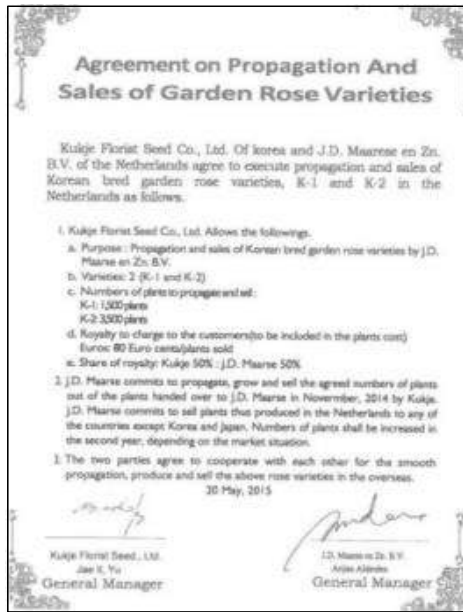 Agreement on Propagation And
Sales of Garden Rose Varieties
Kukje Florist Seed Co., Ltd. Of korea and J.D. Maarese en Zn.
B.V. of the Netherlands agree to execute propagation and sales of
Korean bred garden rose varieties, K-1 and K-2 in the
Netherlands as follows.
1. Kukje Florist Seed Co., Ltd. Allows the followings.
a. Purpose : Propagation and sales of Korean bred garden rose varieties by J.D.
Maarse en Zn. B.V.
b. Varieties: 2 (K-1 and K-2)
c. Numbers of plants to propagate and sell :
K-1: 1,500 plants
K-2: 3,500 plants
d. Royalty to charge to the customers(to be included in the plants cost)
Euros: 80 Euro cents/plants sold
e. Share of royalty: Kukje 50% : J.D. Maarse 50%
2. J.D. Maarse commits to propagate, grow and sell the agreed numbers of plants
out of the plants handed over to J.D. Maarse in Novermber, 2014 by Kukje.
J.D. Maarse commits to sell plants thus produced in the Netherlands to any of
the countries except Korea and Japan. Numbers of plants shall be increased in
the second year, depending on the market situation.
3. The two parties agree to cooperate with each other for the smooth
propagation, produce and sell the above rose varieties in the overseas.
20 May, 2015
Kukje Florist Seed., Ltd.
Jae Il, Yu
General Manager
J.D. Maarse en Zn. B.V.
General Manager